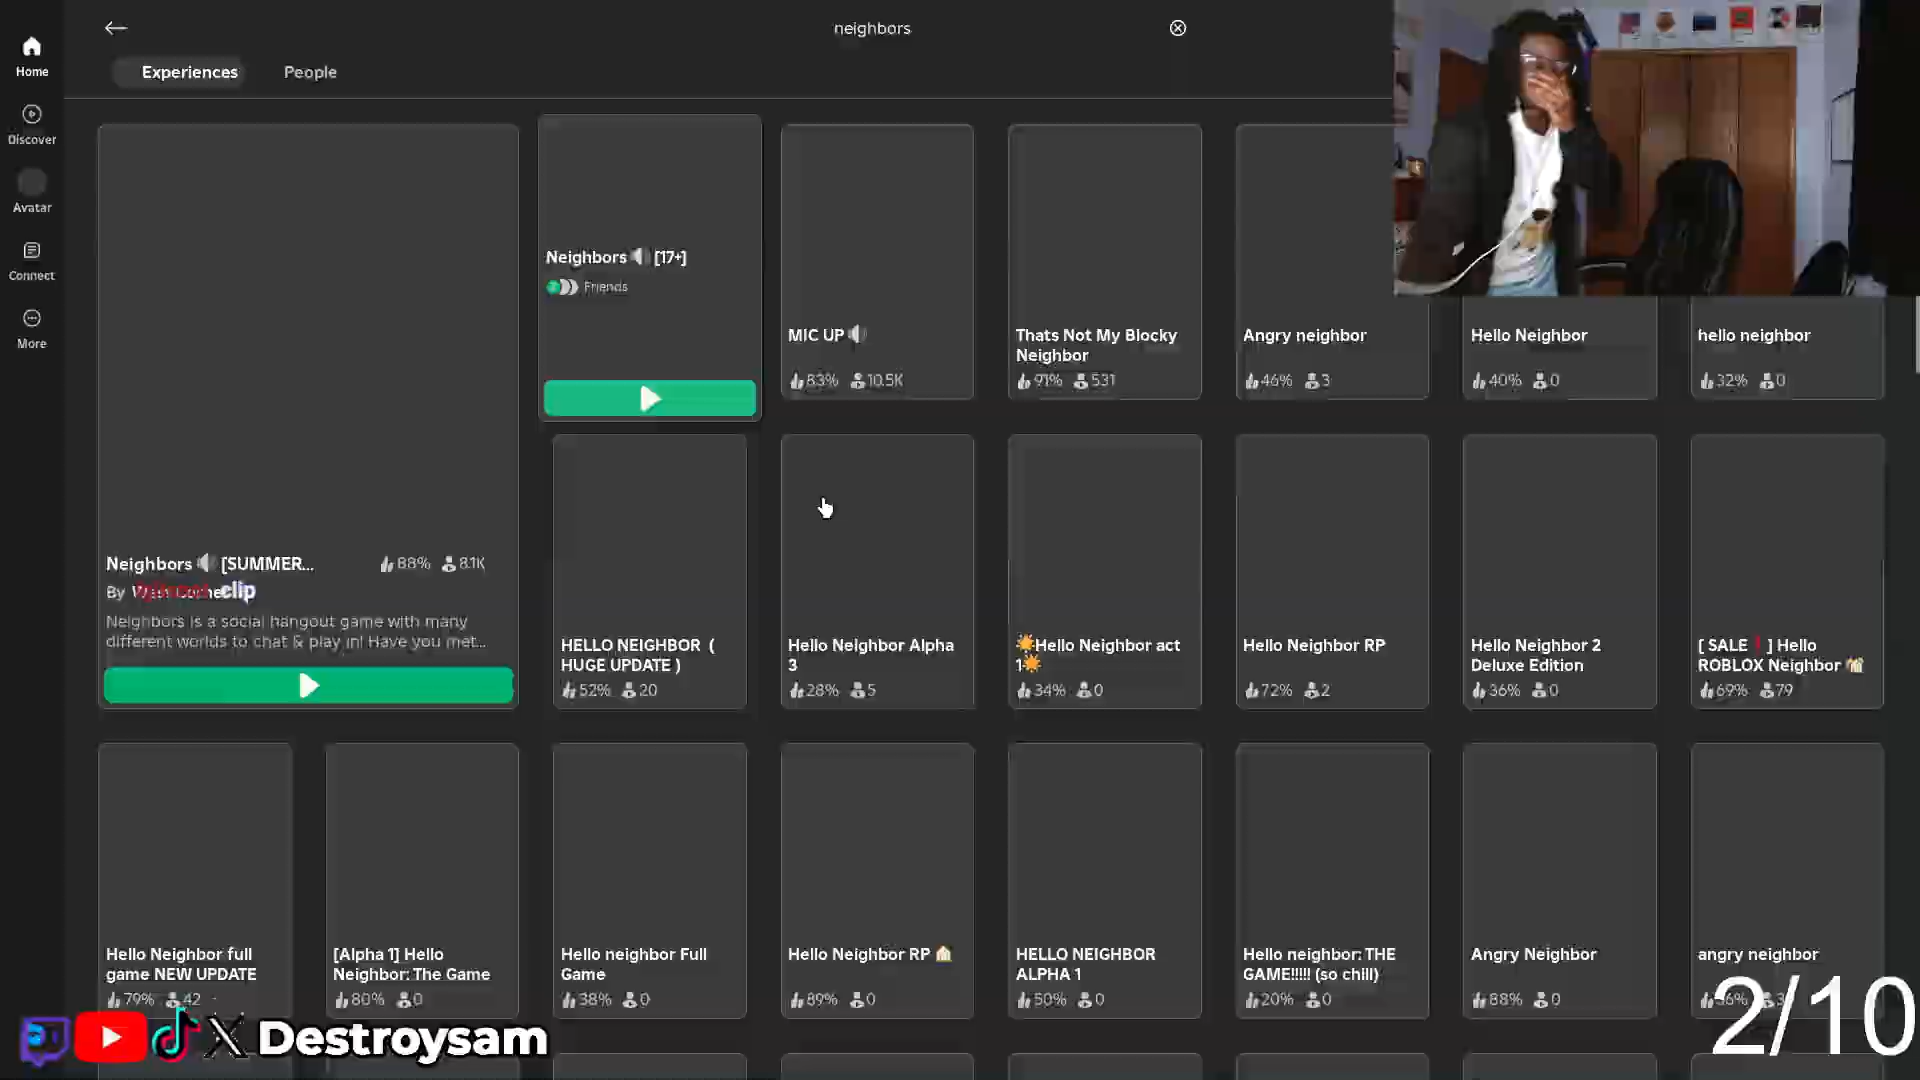 neighbors
Home
Experiences
People
Discover
Avatar
Connect
More
Neighbors 🔊 [17+]
Friends
MIC UP 🔊
83% 10.5K
Thats Not My Blocky
Neighbor
91% 531
Angry neighbor
46% 3
Hello Neighbor
40% 0
hello neighbor
32% 0
Neighbors 🔊 [SUMMER...
88% 8.1K
By
clip
Neighbors is a social hangout game with many
different worlds to chat & play in! Have you met...
HELLO NEIGHBOR (
HUGE UPDATE )
52% 20
Hello Neighbor Alpha
3
28% 5
☀️Hello Neighbor act
1☀️
34% 0
Hello Neighbor RP
72% 2
Hello Neighbor 2
Deluxe Edition
36% 0
[ SALE❗] Hello
ROBLOX Neighbor 🏘️
69% 79
Hello Neighbor full
game NEW UPDATE
79% 42
[Alpha 1] Hello
Neighbor: The Game
80% 0
Hello neighbor Full
Game
38% 0
Hello Neighbor RP 🏠
89% 0
HELLO NEIGHBOR
ALPHA 1
50% 0
Hello neighbor: THE
GAME!!!!! (so chill)
20% 0
Angry Neighbor
88% 0
angry neighbor
Destroysam
2/10